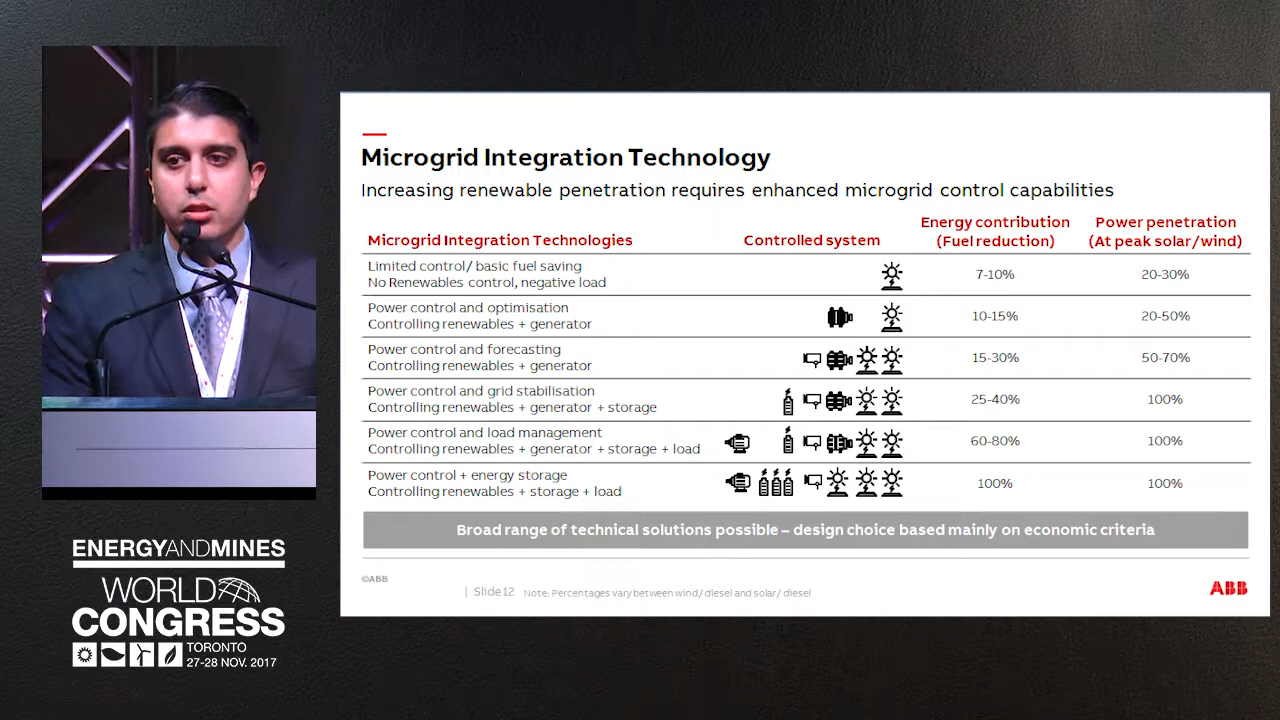 Microgrid Integration Technology
Increasing renewable penetration requires enhanced microgrid control capabilities
Microgrid Integration Technologies
Controlled system
Energy contribution
(Fuel reduction)
Power penetration
(At peak solar/wind)
Limited control/ basic fuel saving
No Renewables control, negative load
7-10%
20-30%
Power control and optimisation
Controlling renewables + generator
10-15%
20-50%
Power control and forecasting
Controlling renewables + generator
15-30%
50-70%
Power control and grid stabilisation
Controlling renewables + generator + storage
25-40%
100%
Power control and load management
Controlling renewables + generator + storage + load
60-80%
100%
Power control + energy storage
Controlling renewables + storage + load
100%
100%
Broad range of technical solutions possible – design choice based mainly on economic criteria
©ABB
| Slide 12
Note: Percentages vary between wind/ diesel and solar/ diesel
ABB
ENERGYANDMINES
WORLD
CONGRESS
TORONTO
27-28 NOV. 2017